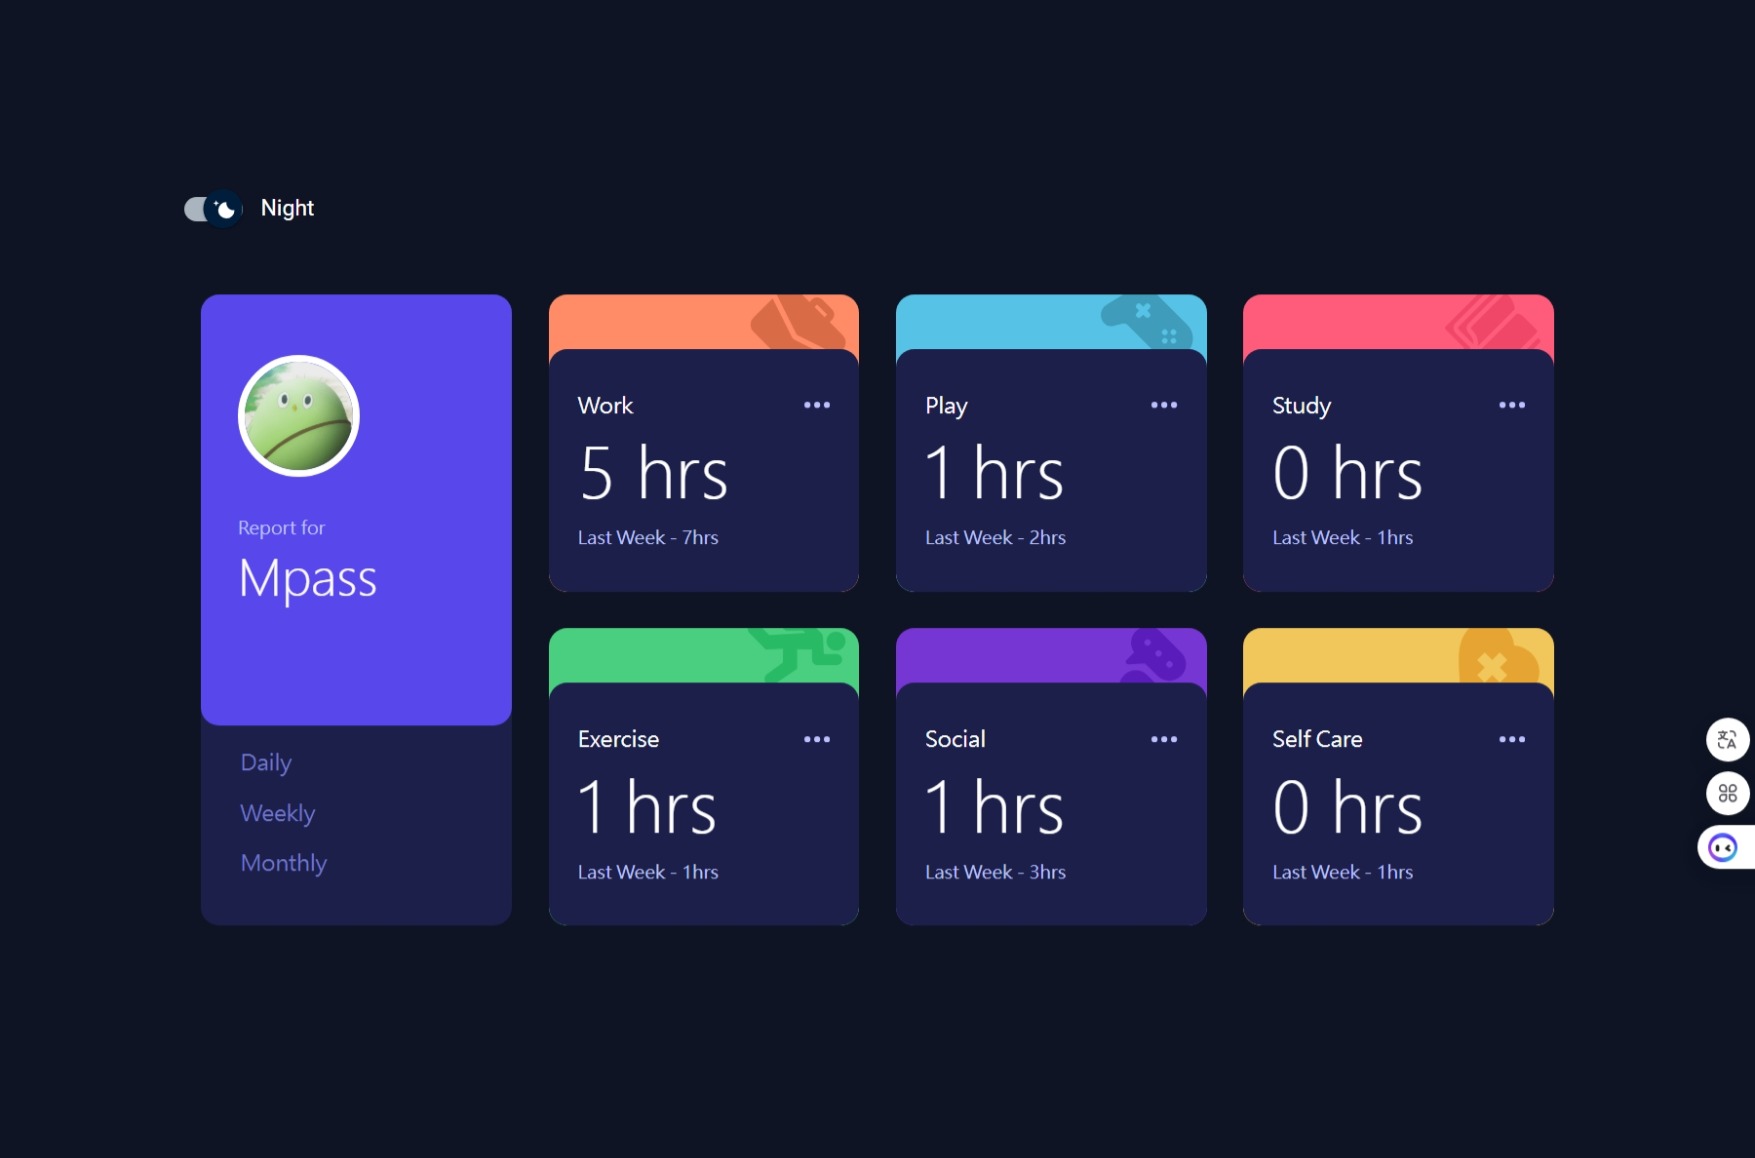 Night
Report for
Mpass
Daily
Weekly
Monthly
Work
5 hrs
Last Week - 7hrs
Play
1 hrs
Last Week - 2hrs
Study
0 hrs
Last Week - 1hrs
Exercise
1 hrs
Last Week - 1hrs
Social
1 hrs
Last Week - 3hrs
Self Care
0 hrs
Last Week - 1hrs